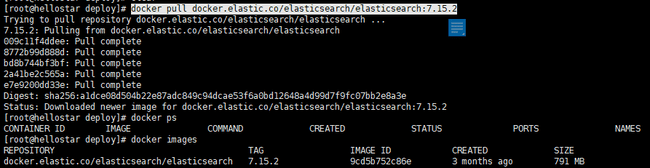 [root@hellostar deploy]# docker pull docker.elastic.co/elasticsearch/elasticsearch:7.15.2
Trying to pull repository docker.elastic.co/elasticsearch/elasticsearch ...
7.15.2: Pulling from docker.elastic.co/elasticsearch/elasticsearch
009c11f4ddee: Pull complete
8772b99d888d: Pull complete
bd8b744bf3bf: Pull complete
2a41be2c565a: Pull complete
e7e9200dd33e: Pull complete
Digest: sha256:a1dce08d504b22e87adc849c94dcae53f6a0bd12648a4d99d7f9fc07bb2e8a3e
Status: Downloaded newer image for docker.elastic.co/elasticsearch/elasticsearch:7.15.2
[root@hellostar deploy]# docker ps
CONTAINER ID IMAGE COMMAND CREATED STATUS PORTS NAMES
[root@hellostar deploy]# docker images
REPOSITORY TAG IMAGE ID CREATED SIZE
docker.elastic.co/elasticsearch/elasticsearch 7.15.2 9cd5b752c86e 3 months ago 791 MB